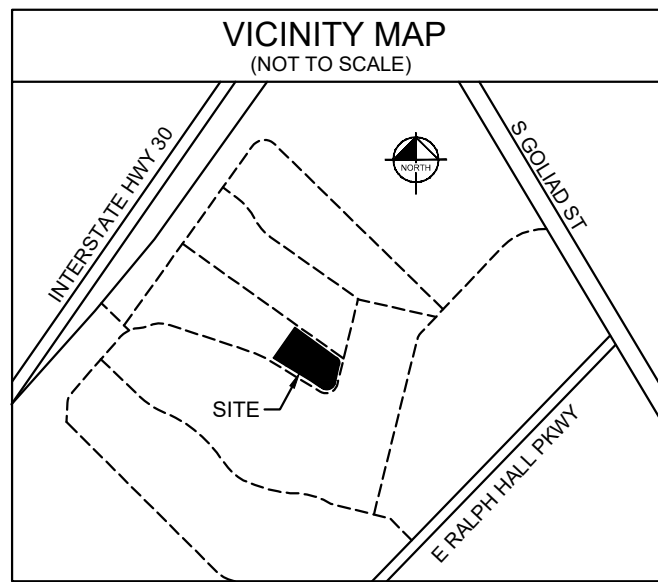 VICINITY MAP
(NOT TO SCALE)
INTERSTATE HWY 30
NORTH
S GOLIAD ST
SITE
E RALPH HALL PKWY